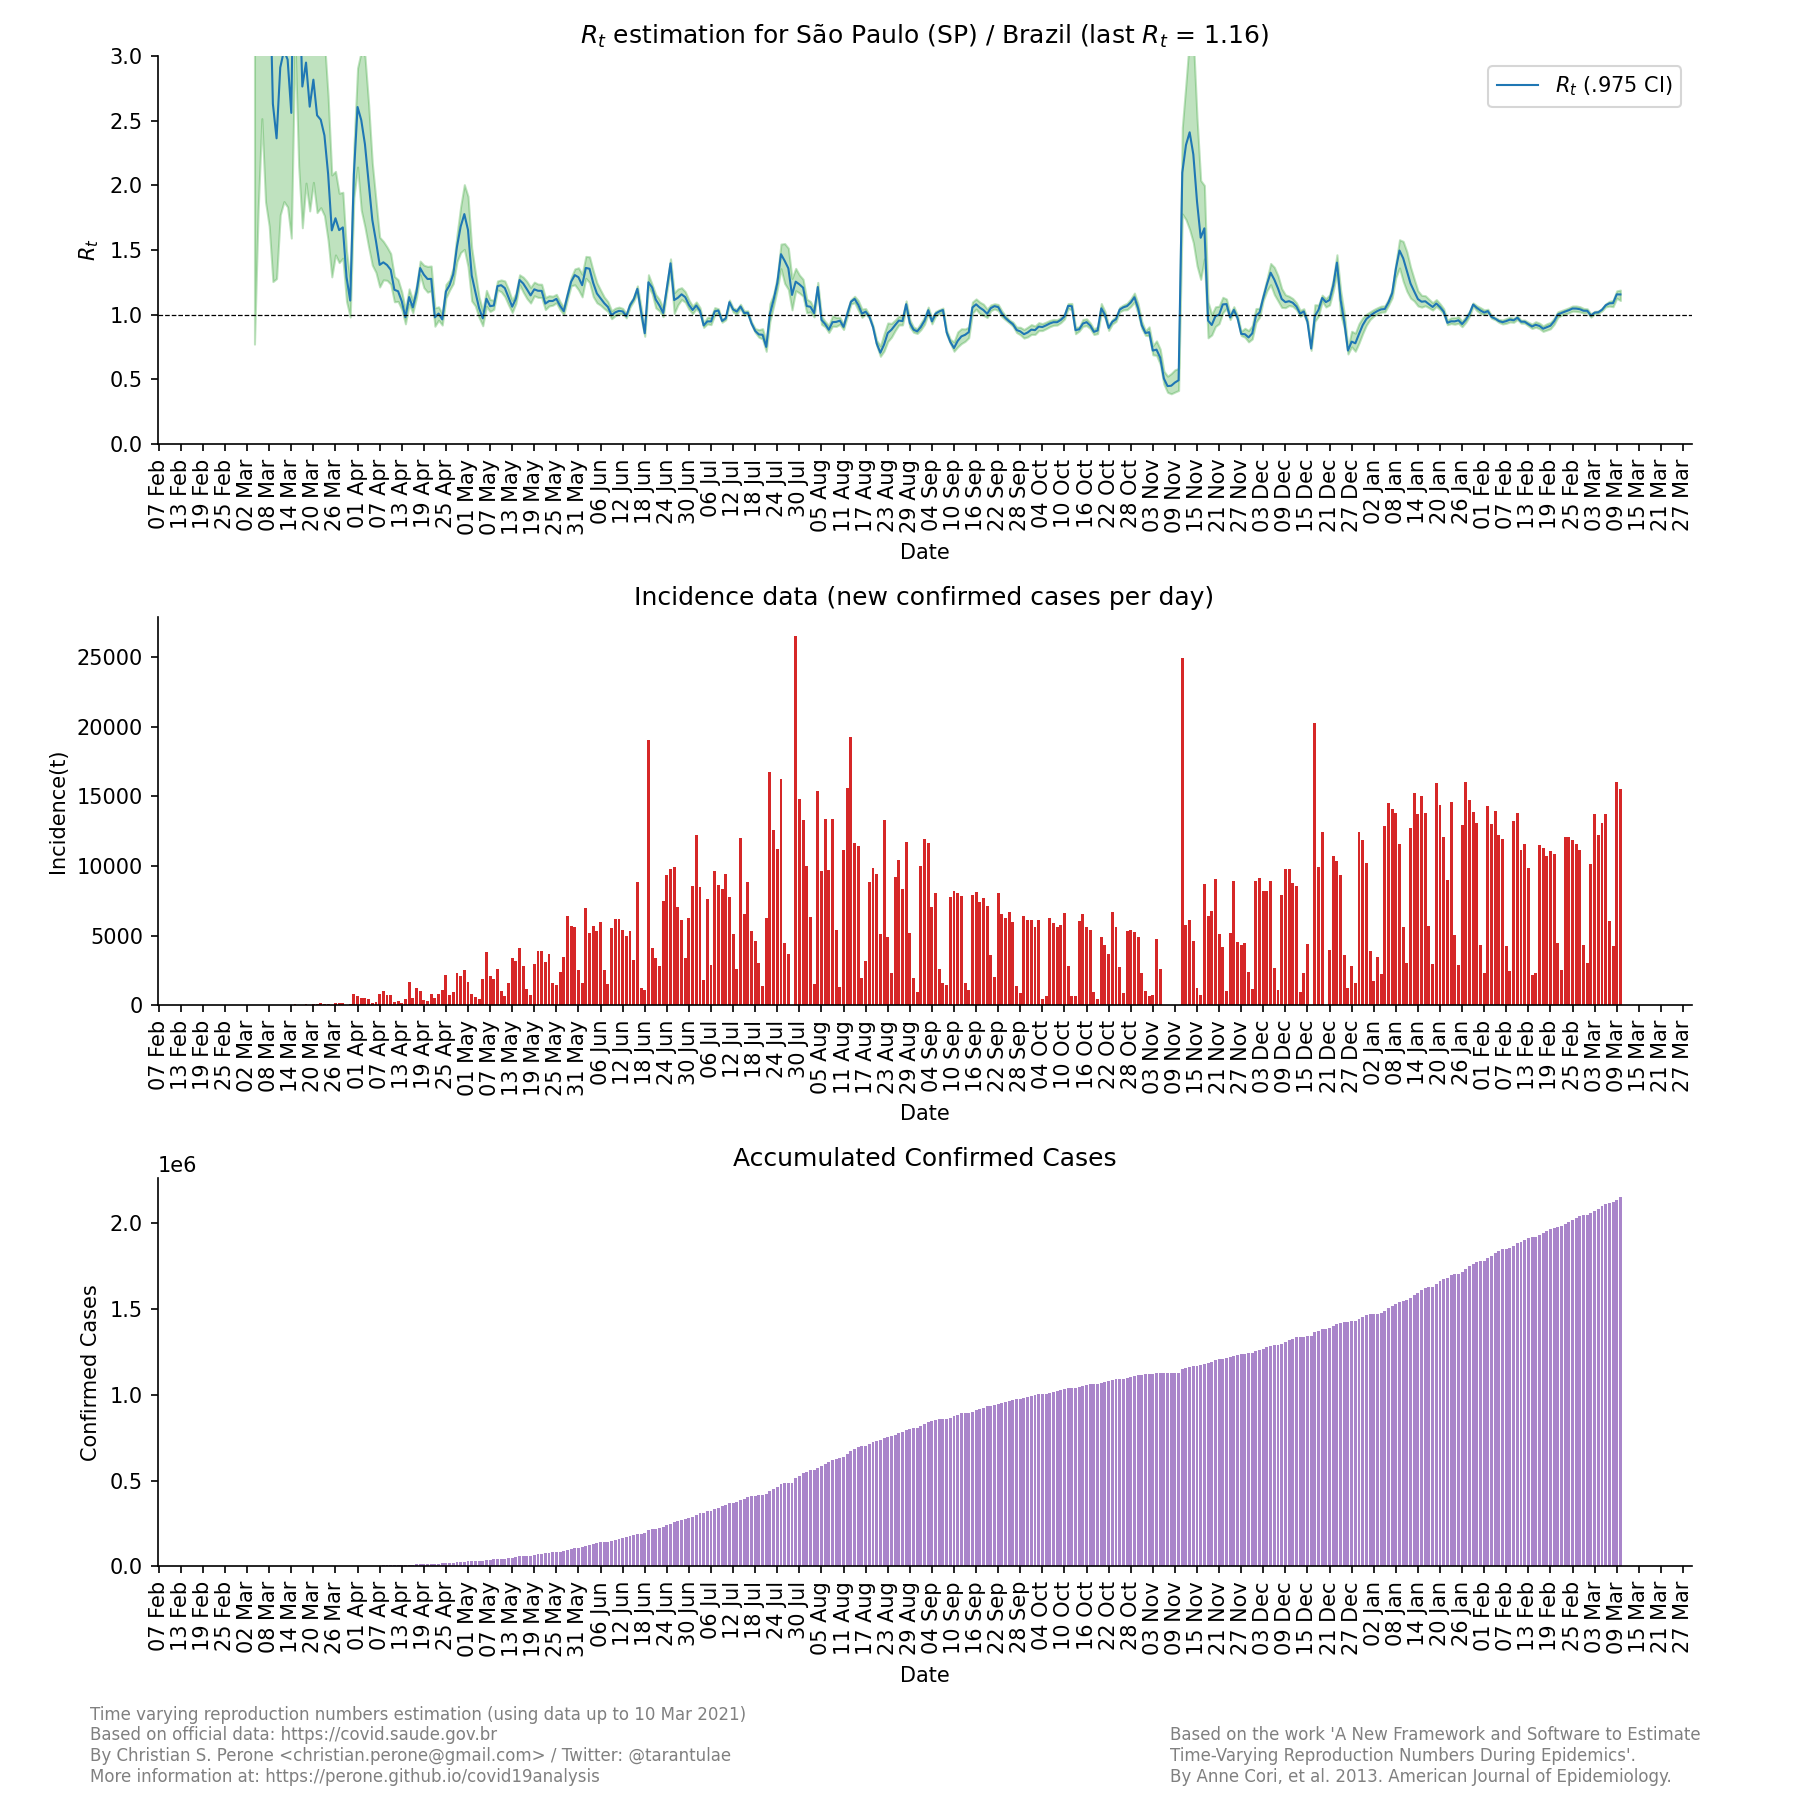 Rt estimation for São Paulo (SP) / Brazil (last Rt = 1.16)
3.0
2.5
2.0
1.5
1.0
0.5
0.0
Rt
Rt (.975 CI)
07 Feb 13 Feb 19 Feb 25 Feb 02 Mar 08 Mar 14 Mar 20 Mar 26 Mar 01 Apr 07 Apr 13 Apr 19 Apr 25 Apr 01 May 07 May 13 May 19 May 25 May 31 May 06 Jun 12 Jun 18 Jun 24 Jun 30 Jun 06 Jul 12 Jul 18 Jul 24 Jul 30 Jul 05 Aug 11 Aug 17 Aug 23 Aug 29 Aug 04 Sep 10 Sep 16 Sep 22 Sep 28 Sep 04 Oct 10 Oct 16 Oct 22 Oct 28 Oct 03 Nov 09 Nov 15 Nov 21 Nov 27 Nov 03 Dec 09 Dec 15 Dec 21 Dec 27 Dec 02 Jan 08 Jan 14 Jan 20 Jan 26 Jan 01 Feb 07 Feb 13 Feb 19 Feb 25 Feb 03 Mar 09 Mar 15 Mar 21 Mar 27 Mar
Date
Incidence data (new confirmed cases per day)
25000
20000
15000
10000
5000
0
Incidence(t)
07 Feb 13 Feb 19 Feb 25 Feb 02 Mar 08 Mar 14 Mar 20 Mar 26 Mar 01 Apr 07 Apr 13 Apr 19 Apr 25 Apr 01 May 07 May 13 May 19 May 25 May 31 May 06 Jun 12 Jun 18 Jun 24 Jun 30 Jun 06 Jul 12 Jul 18 Jul 24 Jul 30 Jul 05 Aug 11 Aug 17 Aug 23 Aug 29 Aug 04 Sep 10 Sep 16 Sep 22 Sep 28 Sep 04 Oct 10 Oct 16 Oct 22 Oct 28 Oct 03 Nov 09 Nov 15 Nov 21 Nov 27 Nov 03 Dec 09 Dec 15 Dec 21 Dec 27 Dec 02 Jan 08 Jan 14 Jan 20 Jan 26 Jan 01 Feb 07 Feb 13 Feb 19 Feb 25 Feb 03 Mar 09 Mar 15 Mar 21 Mar 27 Mar
Date
Accumulated Confirmed Cases
1e6
2.0
1.5
1.0
0.5
0.0
Confirmed Cases
07 Feb 13 Feb 19 Feb 25 Feb 02 Mar 08 Mar 14 Mar 20 Mar 26 Mar 01 Apr 07 Apr 13 Apr 19 Apr 25 Apr 01 May 07 May 13 May 19 May 25 May 31 May 06 Jun 12 Jun 18 Jun 24 Jun 30 Jun 06 Jul 12 Jul 18 Jul 24 Jul 30 Jul 05 Aug 11 Aug 17 Aug 23 Aug 29 Aug 04 Sep 10 Sep 16 Sep 22 Sep 28 Sep 04 Oct 10 Oct 16 Oct 22 Oct 28 Oct 03 Nov 09 Nov 15 Nov 21 Nov 27 Nov 03 Dec 09 Dec 15 Dec 21 Dec 27 Dec 02 Jan 08 Jan 14 Jan 20 Jan 26 Jan 01 Feb 07 Feb 13 Feb 19 Feb 25 Feb 03 Mar 09 Mar 15 Mar 21 Mar 27 Mar
Date
Time varying reproduction numbers estimation (using data up to 10 Mar 2021)
Based on official data: https://covid.saude.gov.br
By Christian S. Perone <christian.perone@gmail.com> / Twitter: @tarantulae
More information at: https://perone.github.io/covid19analysis
Based on the work 'A New Framework and Software to Estimate
Time-Varying Reproduction Numbers During Epidemics'.
By Anne Cori, et al. 2013. American Journal of Epidemiology.